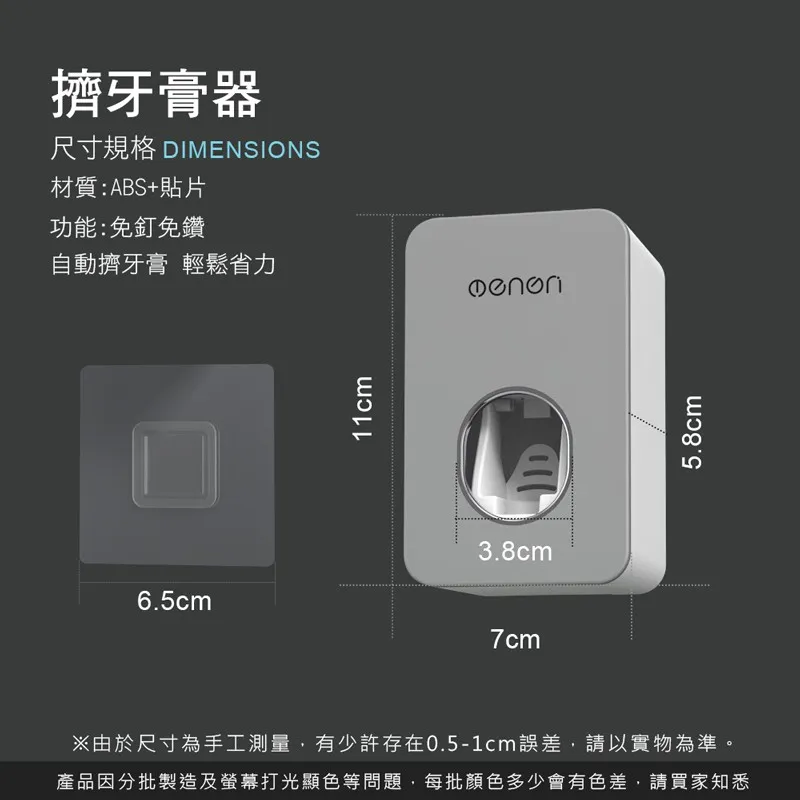 擠牙膏器
尺寸規格 DIMENSIONS
材質:ABS+貼片
功能:免釘免鑽
自動擠牙膏 輕鬆省力
oenon
11cm
5.8cm
3.8cm
6.5cm
7cm
※由於尺寸為手工測量，有少許存在0.5-1cm誤差，請以實物為準。
產品因分批製造及螢幕打光顯色等問題，每批顏色多少會有色差，請買家知悉